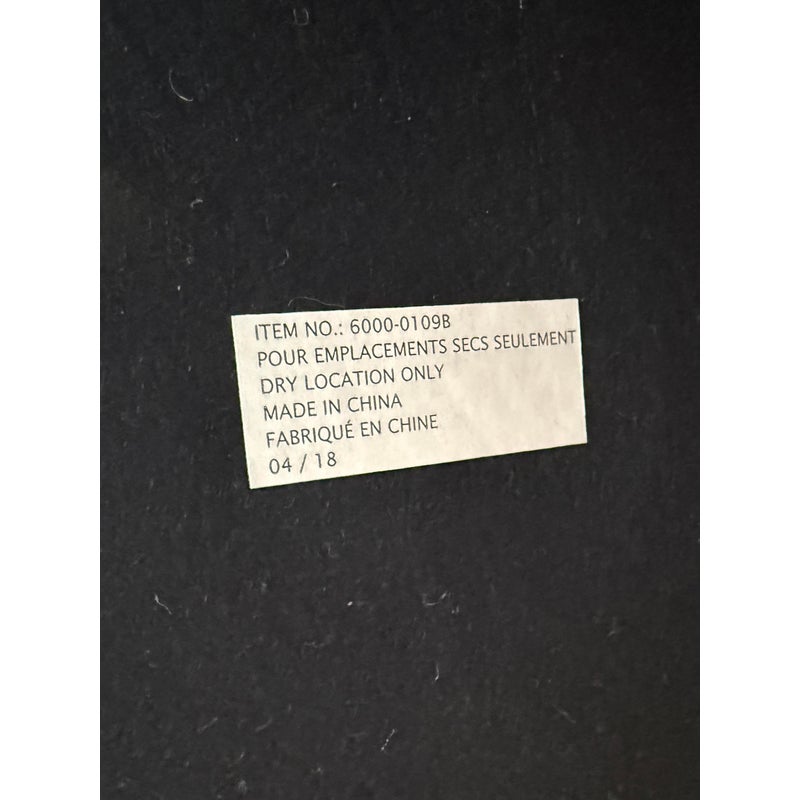 ITEM NO.: 6000-0109B
POUR EMPLACEMENTS SECS SEULEMENT
DRY LOCATION ONLY
MADE IN CHINA
FABRIQUÉ EN CHINE
04 / 18